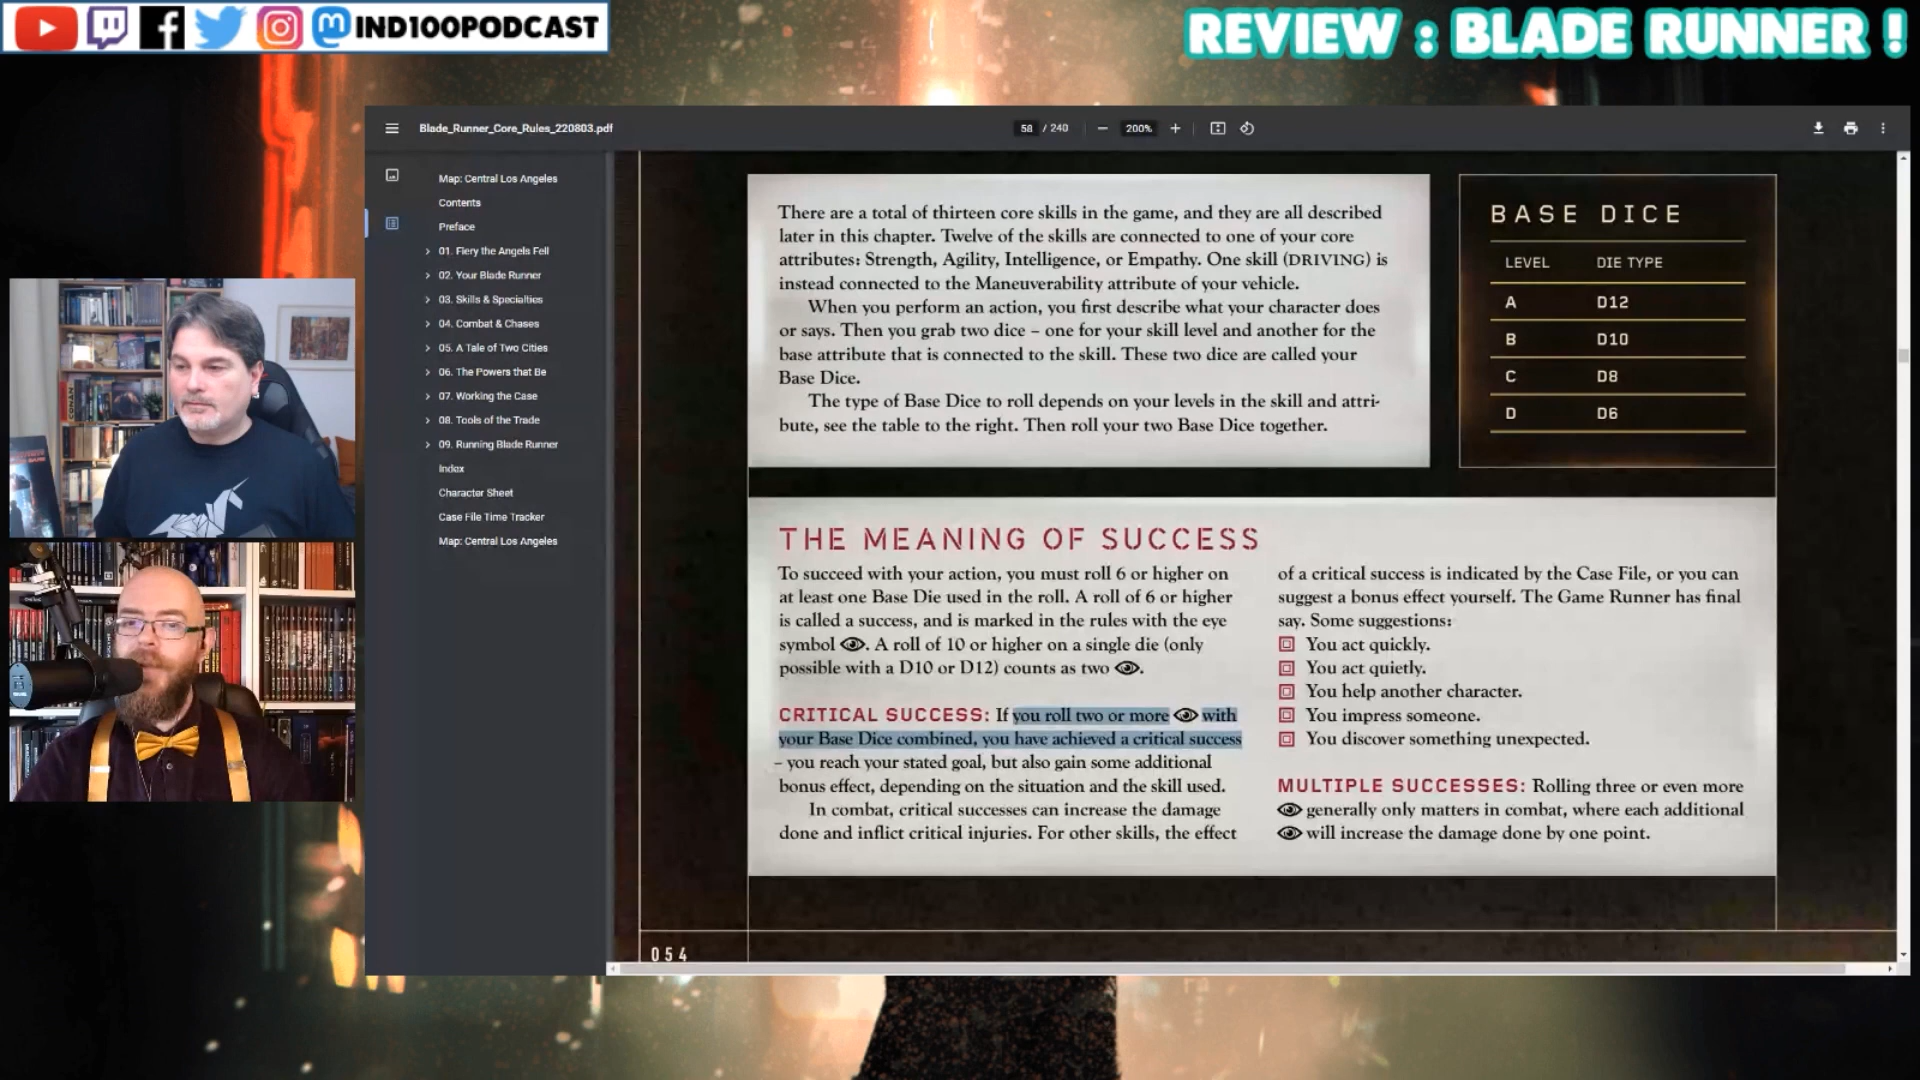 IND100PODCAST
REVIEW : BLADE RUNNER !
Blade_Runner_Core_Rules_220803.pdf
58 / 240
200%
Map: Central Los Angeles
Contents
Preface
01. Fiery the Angels Fell
02. Your Blade Runner
03. Skills & Specialties
04. Combat & Chases
05. A Tale of Two Cities
06. The Powers that Be
07. Working the Case
08. Tools of the Trade
09. Running Blade Runner
Index
Character Sheet
Case File Time Tracker
Map: Central Los Angeles
There are a total of thirteen core skills in the game, and they are all described
later in this chapter. Twelve of the skills are connected to one of your core
attributes: Strength, Agility, Intelligence, or Empathy. One skill (DRIVING) is
instead connected to the Maneuverability attribute of your vehicle.
When you perform an action, you first describe what your character does
or says. Then you grab two dice – one for your skill level and another for the
base attribute that is connected to the skill. These two dice are called your
Base Dice.
The type of Base Dice to roll depends on your levels in the skill and attri-
bute, see the table to the right. Then roll your two Base Dice together.
BASE DICE
LEVEL DIE TYPE
A D12
B D10
C D8
D D6
THE MEANING OF SUCCESS
To succeed with your action, you must roll 6 or higher on
at least one Base Die used in the roll. A roll of 6 or higher
is called a success, and is marked in the rules with the eye
symbol . A roll of 10 or higher on a single die (only
possible with a D10 or D12) counts as two .
CRITICAL SUCCESS: If you roll two or more with
your Base Dice combined, you have achieved a critical success
– you reach your stated goal, but also gain some additional
bonus effect, depending on the situation and the skill used.
In combat, critical successes can increase the damage
done and inflict critical injuries. For other skills, the effect
of a critical success is indicated by the Case File, or you can
suggest a bonus effect yourself. The Game Runner has final
say. Some suggestions:
You act quickly.
You act quietly.
You help another character.
You impress someone.
You discover something unexpected.
MULTIPLE SUCCESSES: Rolling three or even more
generally only matters in combat, where each additional
will increase the damage done by one point.
054